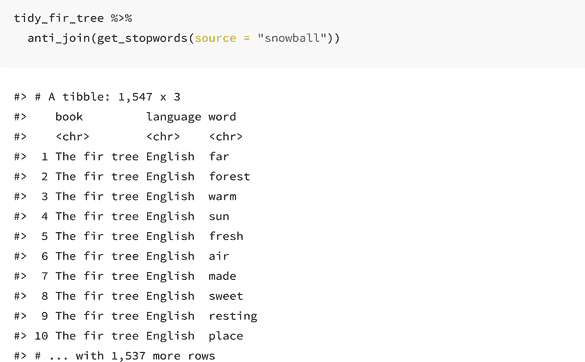 tidy_fir_tree %>%
  anti_join(get_stopwords(source = "snowball"))
#> # A tibble: 1,547 x 3
#>    book         language word
#>    <chr>        <chr>    <chr>
#>  1 The fir tree English  far
#>  2 The fir tree English  forest
#>  3 The fir tree English  warm
#>  4 The fir tree English  sun
#>  5 The fir tree English  fresh
#>  6 The fir tree English  air
#>  7 The fir tree English  made
#>  8 The fir tree English  sweet
#>  9 The fir tree English  resting
#> 10 The fir tree English  place
#> # ... with 1,537 more rows